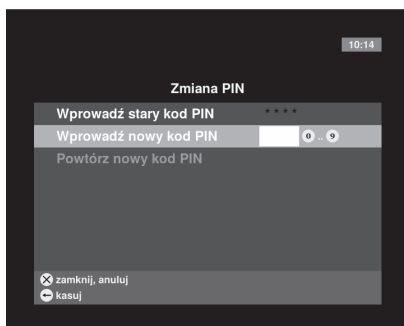 10:14
Zmiana PIN
Wprowadź stary kod PIN * * * *
Wprowadź nowy kod PIN 0 .. 9
Powtórz nowy kod PIN
zamknij, anuluj
kasuj